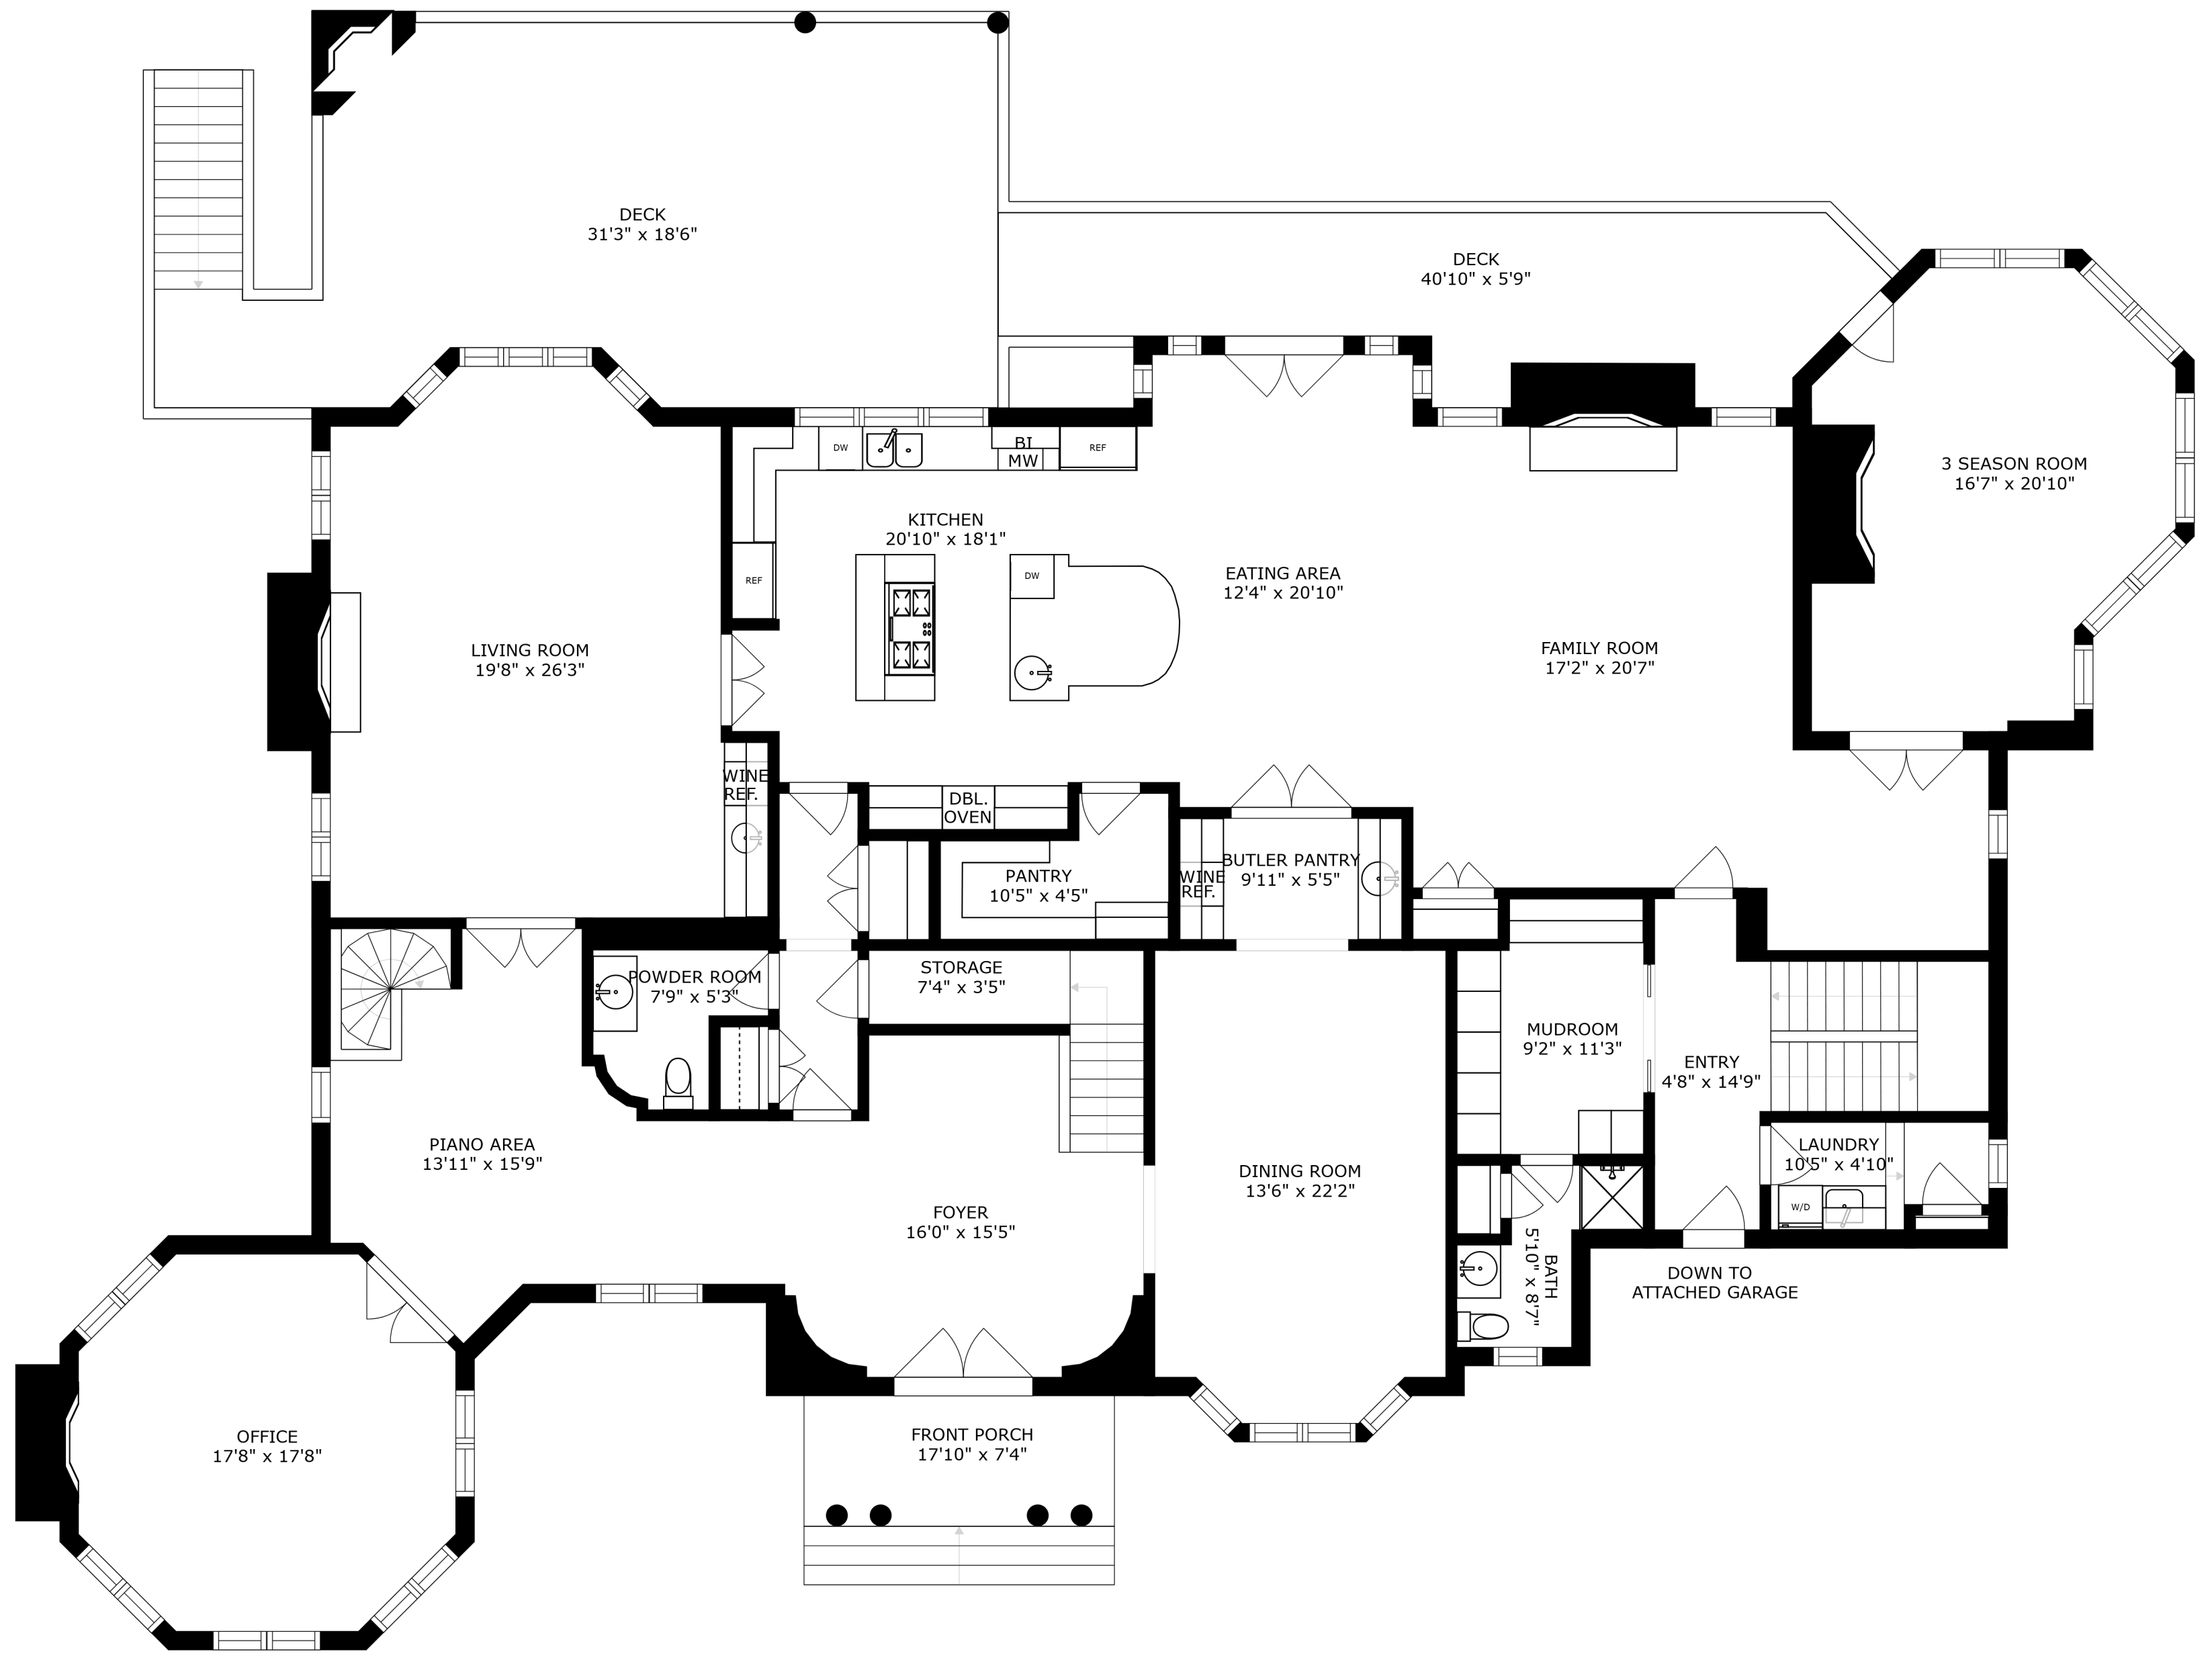 DECK
31'3" x 18'6"
DECK
40'10" x 5'9"
DW
BI
MW
REF
3 SEASON ROOM
16'7" x 20'10"
KITCHEN
20'10" x 18'1"
REF
DW
EATING AREA
12'4" x 20'10"
LIVING ROOM
19'8" x 26'3"
FAMILY ROOM
17'2" x 20'7"
WINE
REF.
DBL.
OVEN
PANTRY
10'5" x 4'5"
BUTLER PANTRY
9'11" x 5'5"
WINE
REF.
POWDER ROOM
7'9" x 5'3"
STORAGE
7'4" x 3'5"
MUDROOM
9'2" x 11'3"
ENTRY
4'8" x 14'9"
PIANO AREA
13'11" x 15'9"
DINING ROOM
13'6" x 22'2"
LAUNDRY
10'5" x 4'10"
W/D
FOYER
16'0" x 15'5"
BATH
5'10" x 8'7"
DOWN TO
ATTACHED GARAGE
OFFICE
17'8" x 17'8"
FRONT PORCH
17'10" x 7'4"